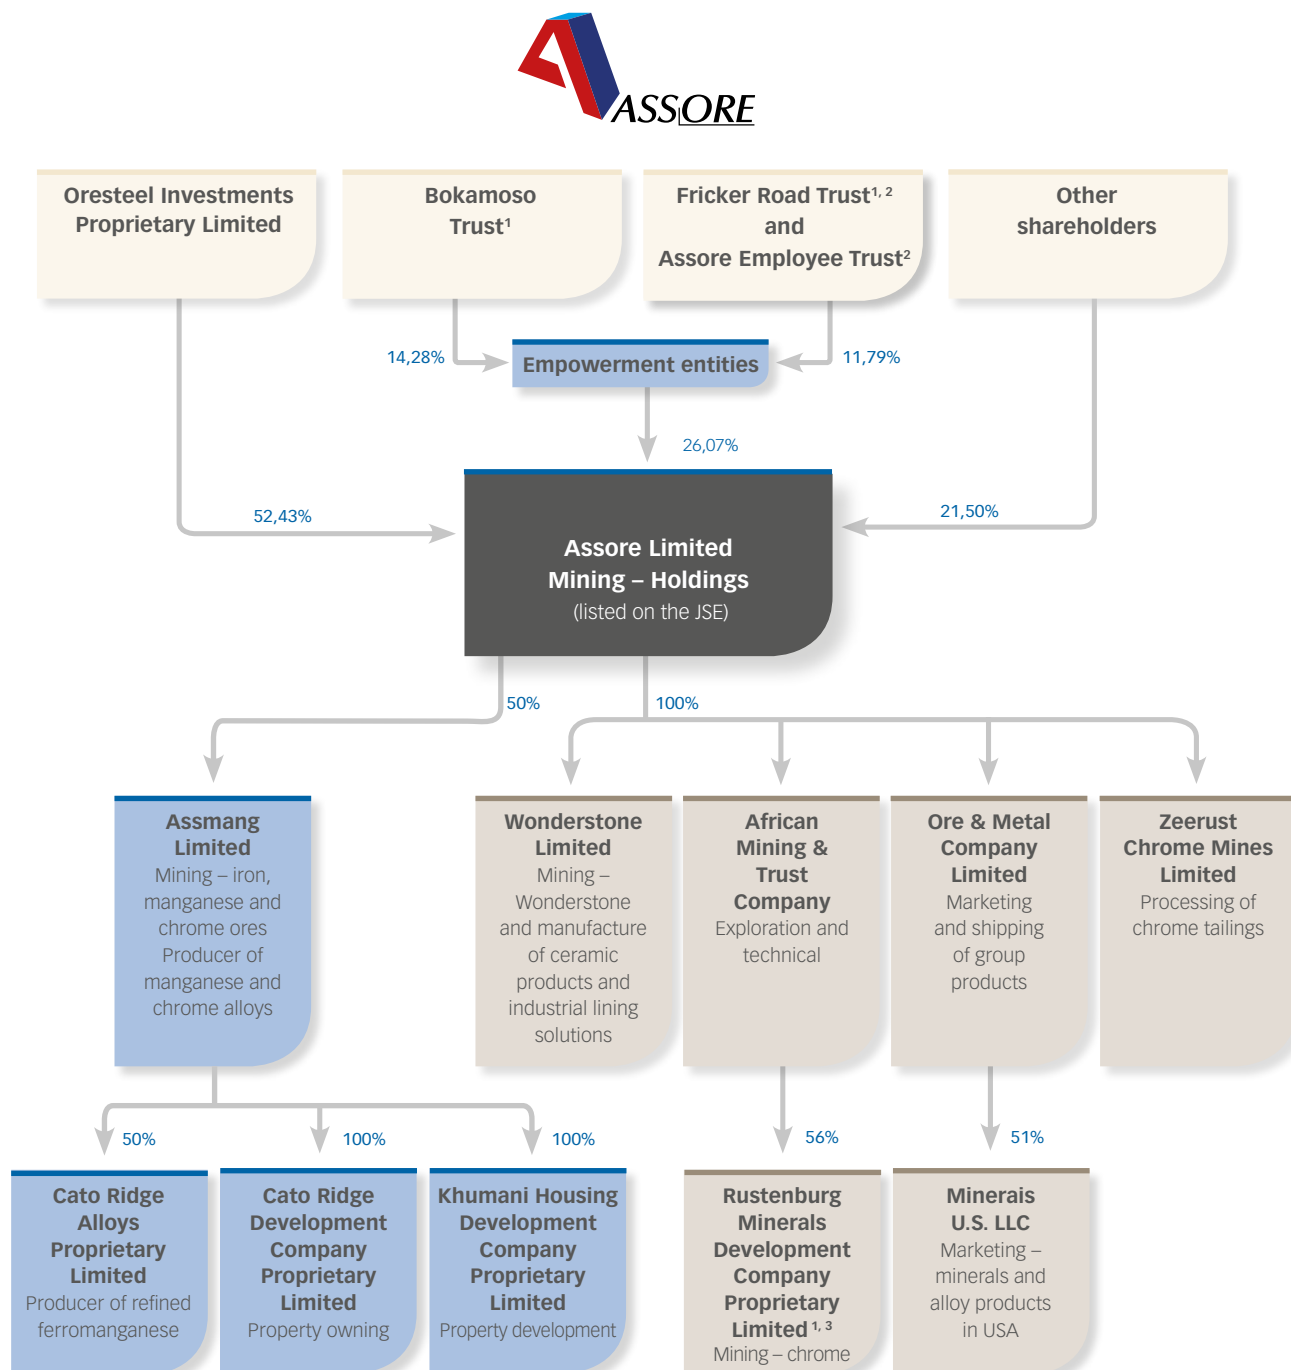 ASSORE
Oresteel Investments
Proprietary Limited
Bokamoso
Trust¹
Fricker Road Trust¹, ²
and
Assore Employee Trust²
Other
shareholders
14,28%
Empowerment entities
11,79%
26,07%
52,43%
21,50%
Assore Limited
Mining – Holdings
(listed on the JSE)
50%
100%
Assmang
Limited
Mining – iron,
manganese and
chrome ores
Producer of
manganese and
chrome alloys
Wonderstone
Limited
Mining –
Wonderstone
and manufacture
of ceramic
products and
industrial lining
solutions
African
Mining &
Trust
Company
Exploration and
technical
Ore & Metal
Company
Limited
Marketing
and shipping
of group
products
Zeerust
Chrome Mines
Limited
Processing of
chrome tailings
50%
100%
100%
56%
51%
Cato Ridge
Alloys
Proprietary
Limited
Producer of refined
ferromanganese
Cato Ridge
Development
Company
Proprietary
Limited
Property owning
Khumani Housing
Development
Company
Proprietary
Limited
Property development
Rustenburg
Minerals
Development
Company
Proprietary
Limited¹, ³
Mining – chrome
Minerais
U.S. LLC
Marketing –
minerals and
alloy products
in USA